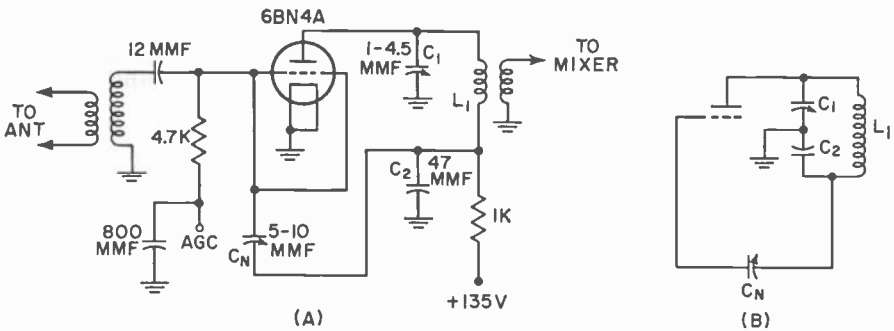 6BN4A
12 MMF
1-4.5
MMF
C1
TO
MIXER
TO
ANT
4.7K
L1
C2
47
MMF
800
MMF
AGC
5-10
MMF
CN
1K
+135V
(A)
C1
C2
L1
CN
(B)